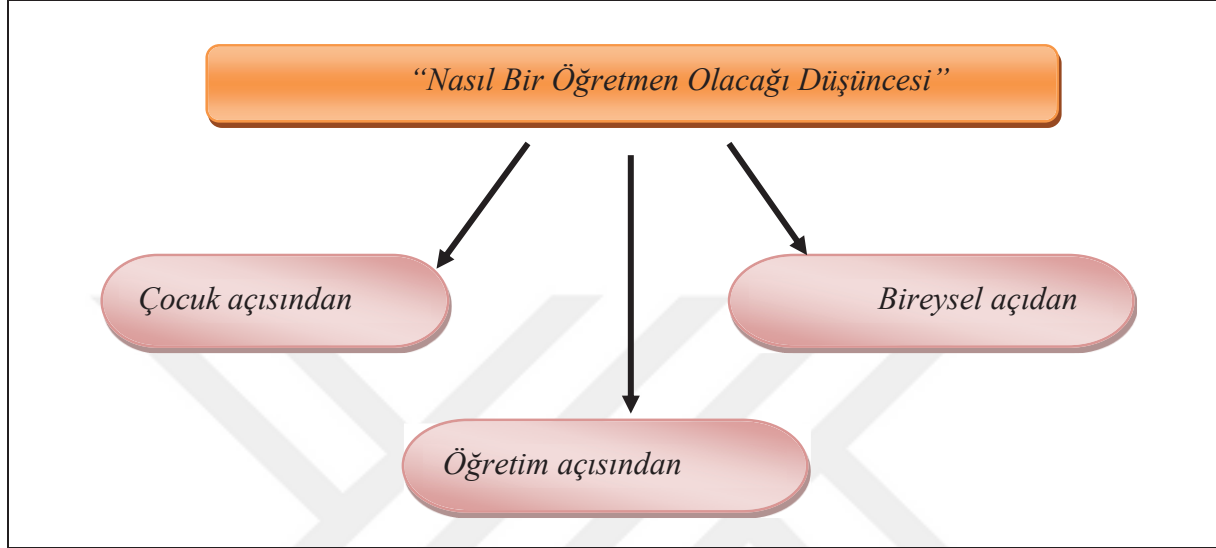 “Nasıl Bir Öğretmen Olacağı Düşüncesi”
Çocuk açısından
Bireysel açıdan
Öğretim açısından